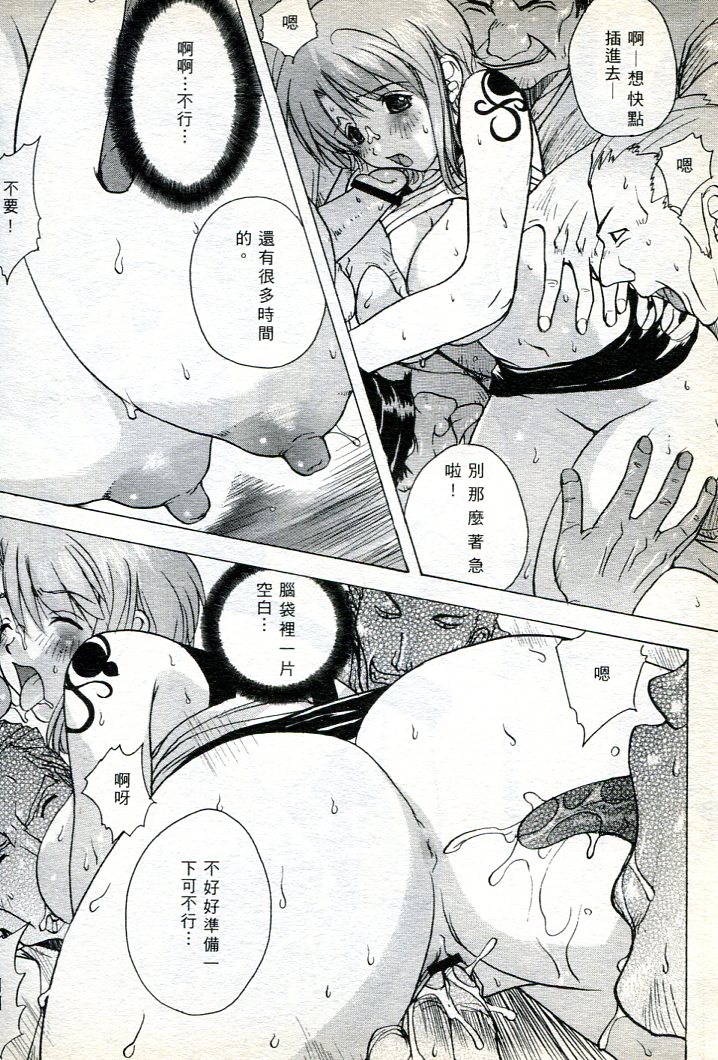 啊—想快點
插進去—
嗯
嗯
別那麼著急
啦！
啊啊…不行…
還有很多時間
的。
不要！
嗯
腦袋裡一片
空白…
啊呀
不好好準備一
下可不行…